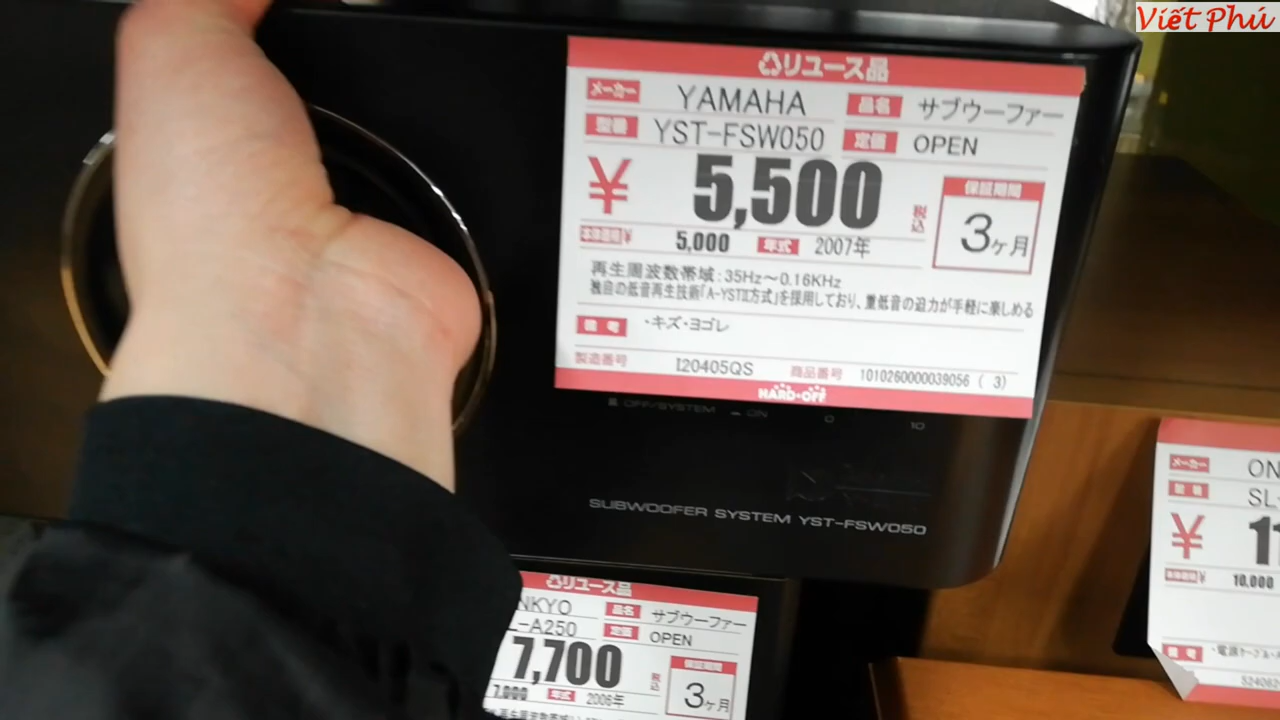 Viết Phú
リユース品
メーカー YAMAHA 品名 サブウーファー
型番 YST-FSW050 定価 OPEN
¥ 5,500 税込 保証期間 3ヶ月
本体価格¥ 5,000 年式 2007年
再生周波数帯域:35Hz～0.16KHz
独自の低音再生技術「A-YSTⅡ方式」を採用しており、重低音の迫力が手軽に楽しめる
備考 ・キズ・ヨゴレ
製造番号 I20405QS 商品番号 1010260000039056 ( 3)
HARD・OFF
OFF/SYSTEM ON 0 10
SUBWOOFER SYSTEM YST-FSW050
リユース品
NKYO 品名 サブウーファー
-A250 定価 OPEN
7,700 税込 保証期間 3ヶ月
7,000 年式 2006年
メーカー ON
型番 SL
¥ 11
本体価格¥ 10,000
備考
524062